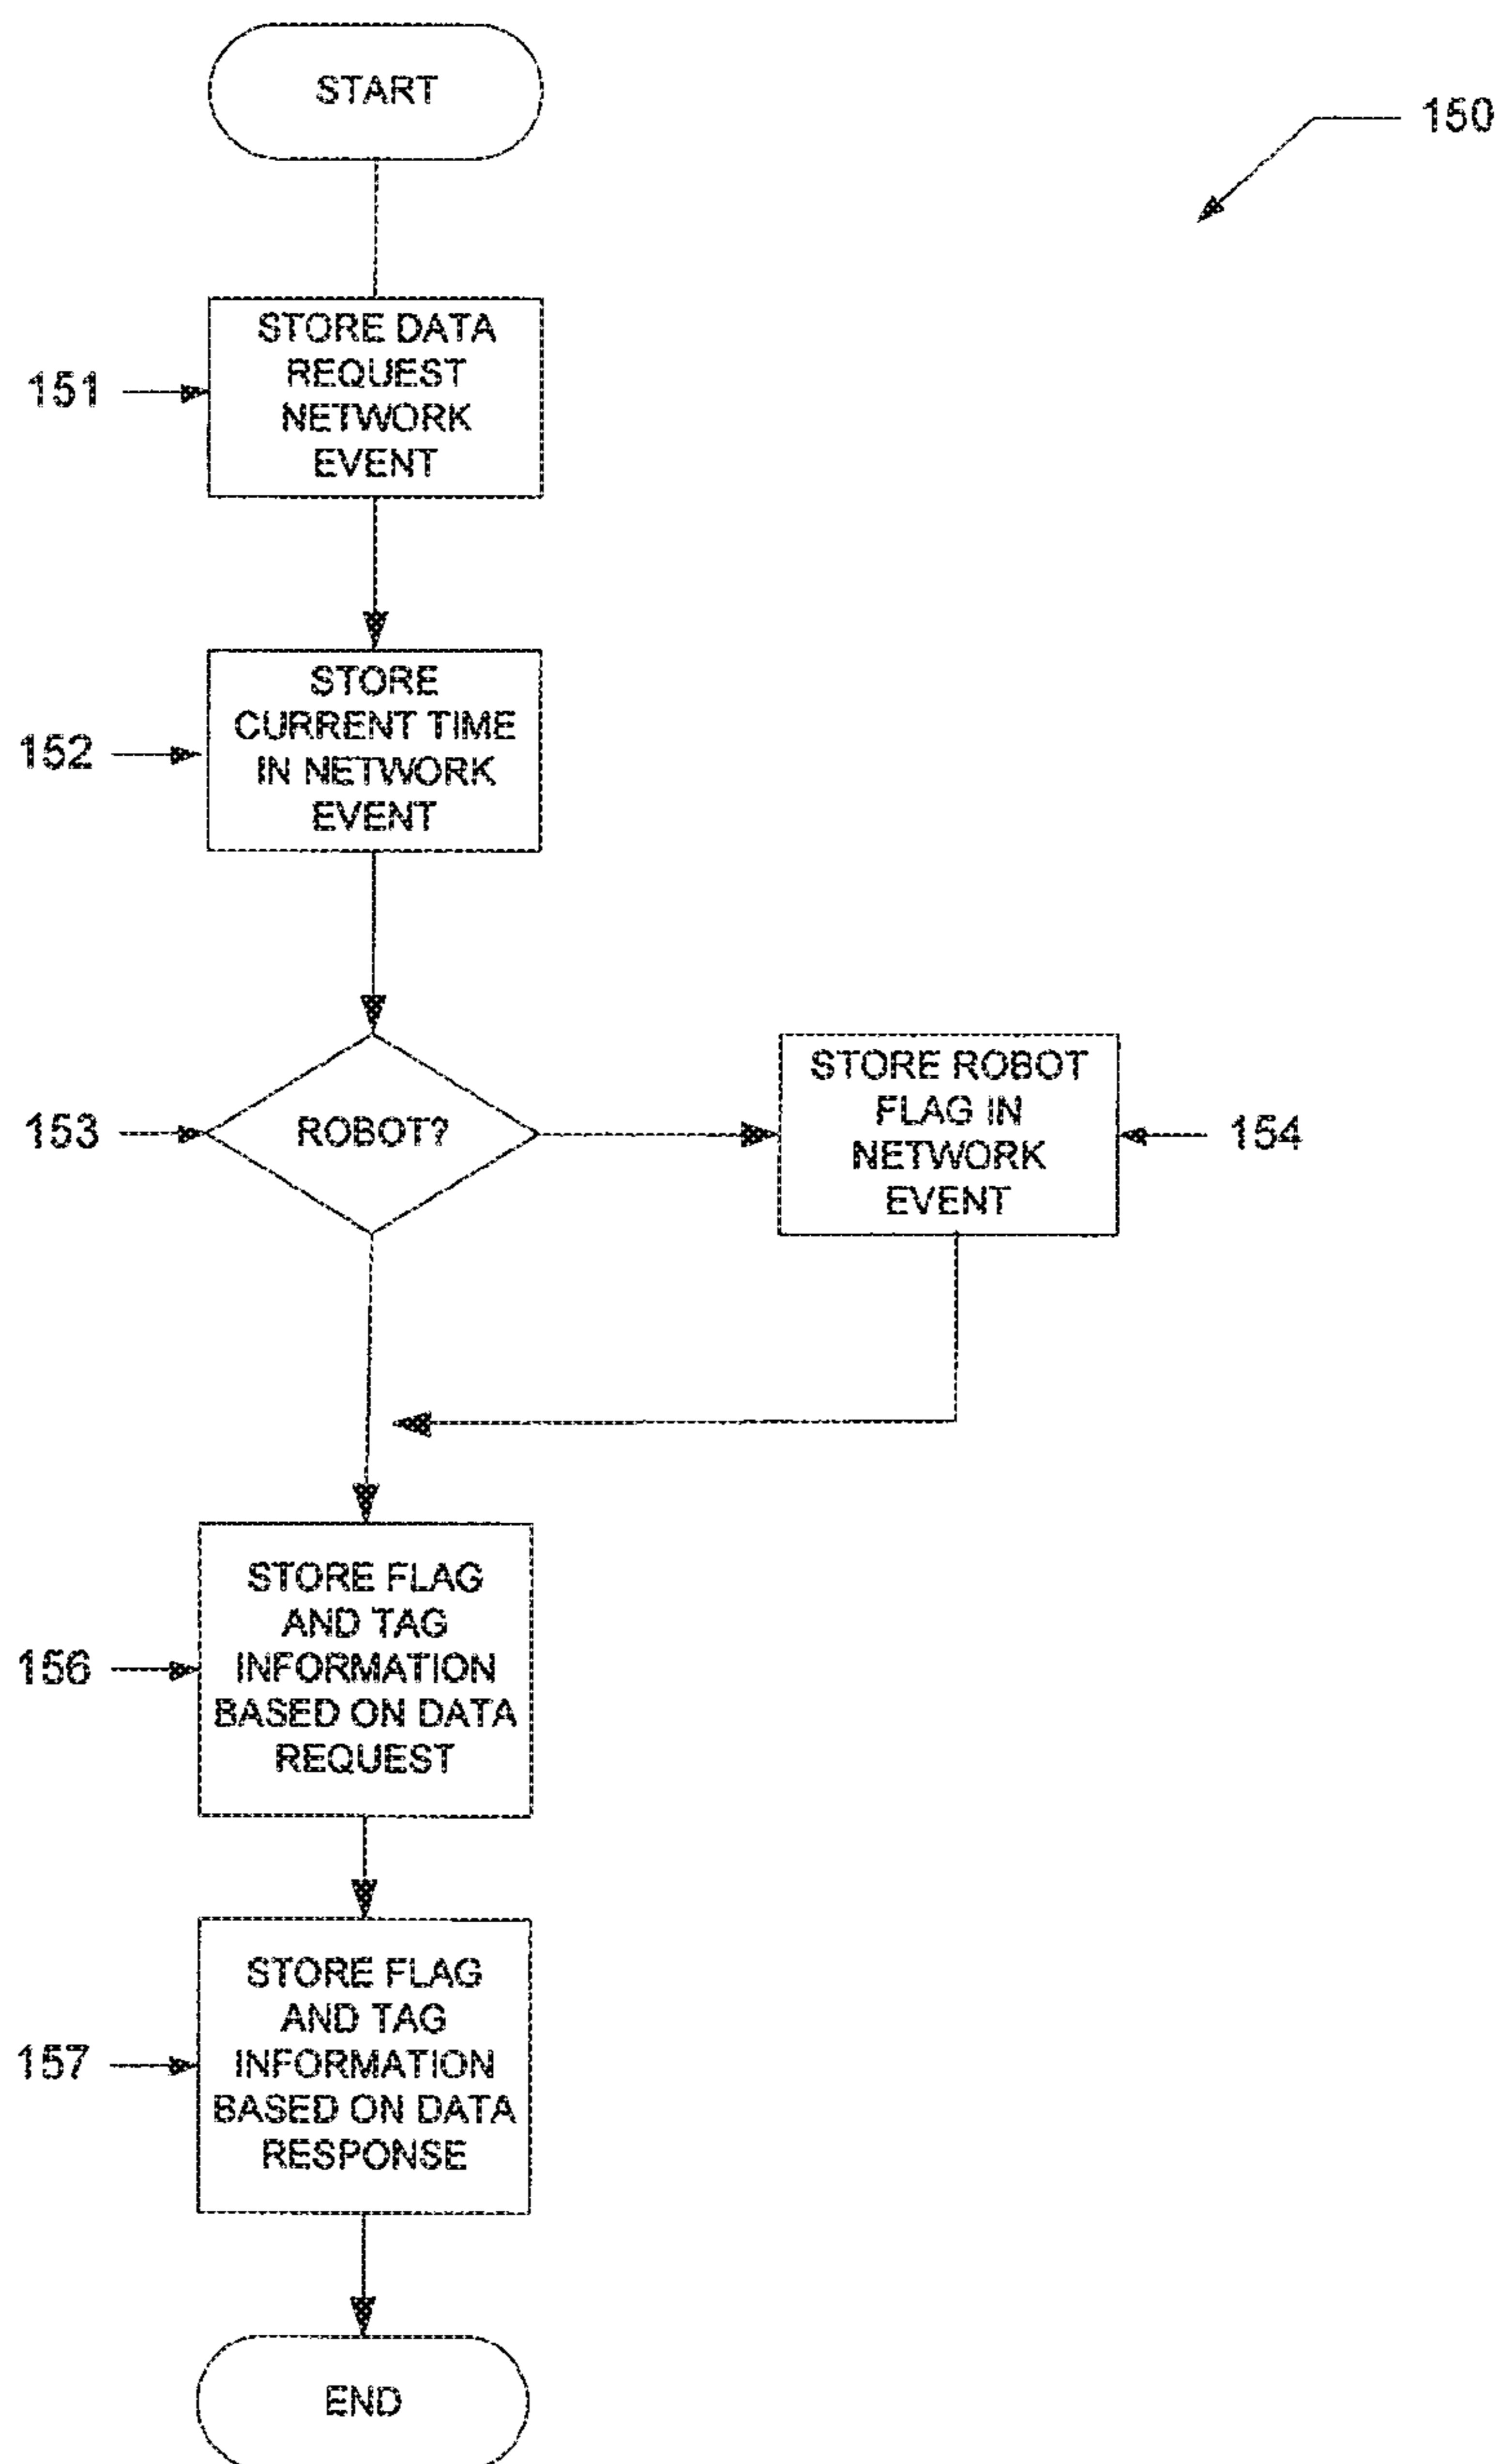 START
150
STORE DATA
REQUEST
NETWORK
EVENT
151
STORE
CURRENT TIME
IN NETWORK
EVENT
152
153
ROBOT?
STORE ROBOT
FLAG IN
NETWORK
EVENT
154
STORE FLAG
AND TAG
INFORMATION
BASED ON DATA
REQUEST
156
STORE FLAG
AND TAG
INFORMATION
BASED ON DATA
RESPONSE
157
END